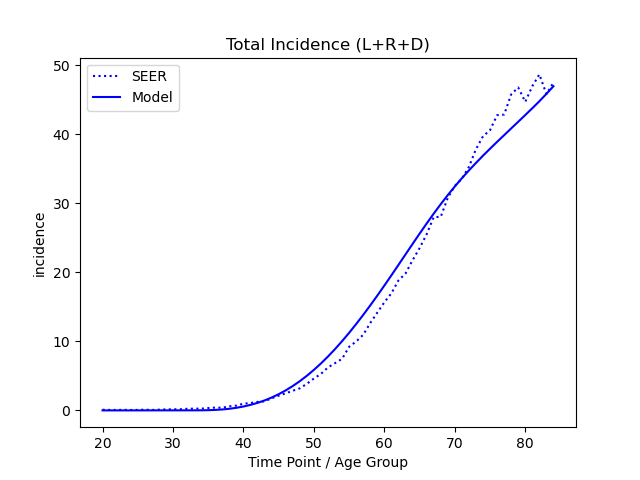 Total Incidence (L+R+D)
SEER
Model
50
40
30
20
10
0
incidence
20 30 40 50 60 70 80
Time Point / Age Group